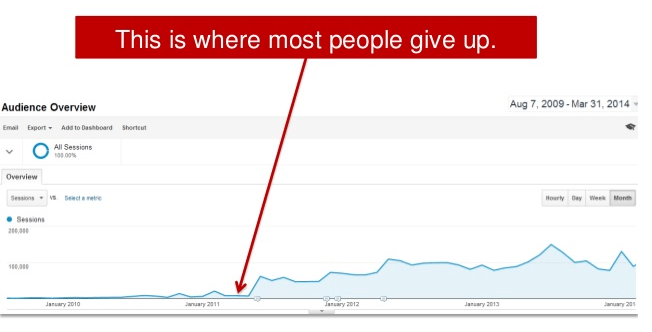 This is where most people give up.
Audience Overview
Aug 7, 2009 - Mar 31, 2014
Email Export Add to Dashboard Shortcut
All Sessions
100.00%
Overview
Sessions VS. Select a metric
Hourly Day Week Month
Sessions
200,000
100,000
January 2010 January 2011 January 2012 January 2013 January 201